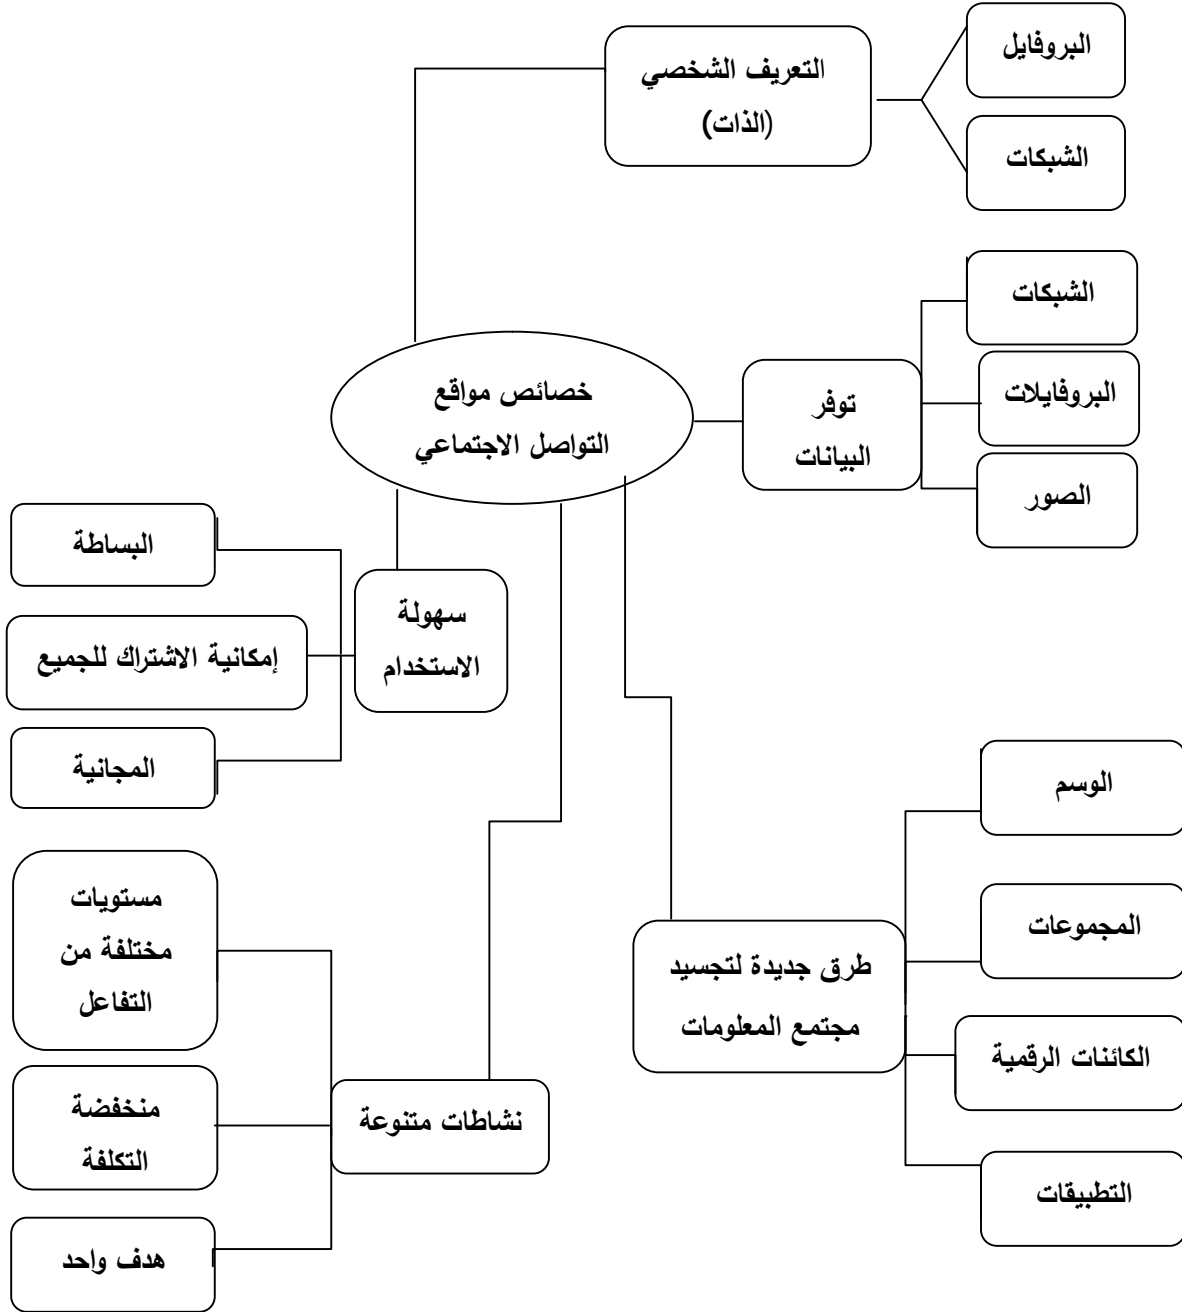 البروفايل
التعريف الشخصي
(الذات)
الشبكات
الشبكات
خصائص مواقع
التواصل الاجتماعي
توفر
البيانات
البروفايلات
الصور
البساطة
سهولة
الاستخدام
إمكانية الاشتراك للجميع
المجانية
الوسم
المجموعات
طرق جديدة لتجسيد
مجتمع المعلومات
الكائنات الرقمية
التطبيقات
مستويات
مختلفة من
التفاعل
نشاطات متنوعة
منخفضة
التكلفة
هدف واحد